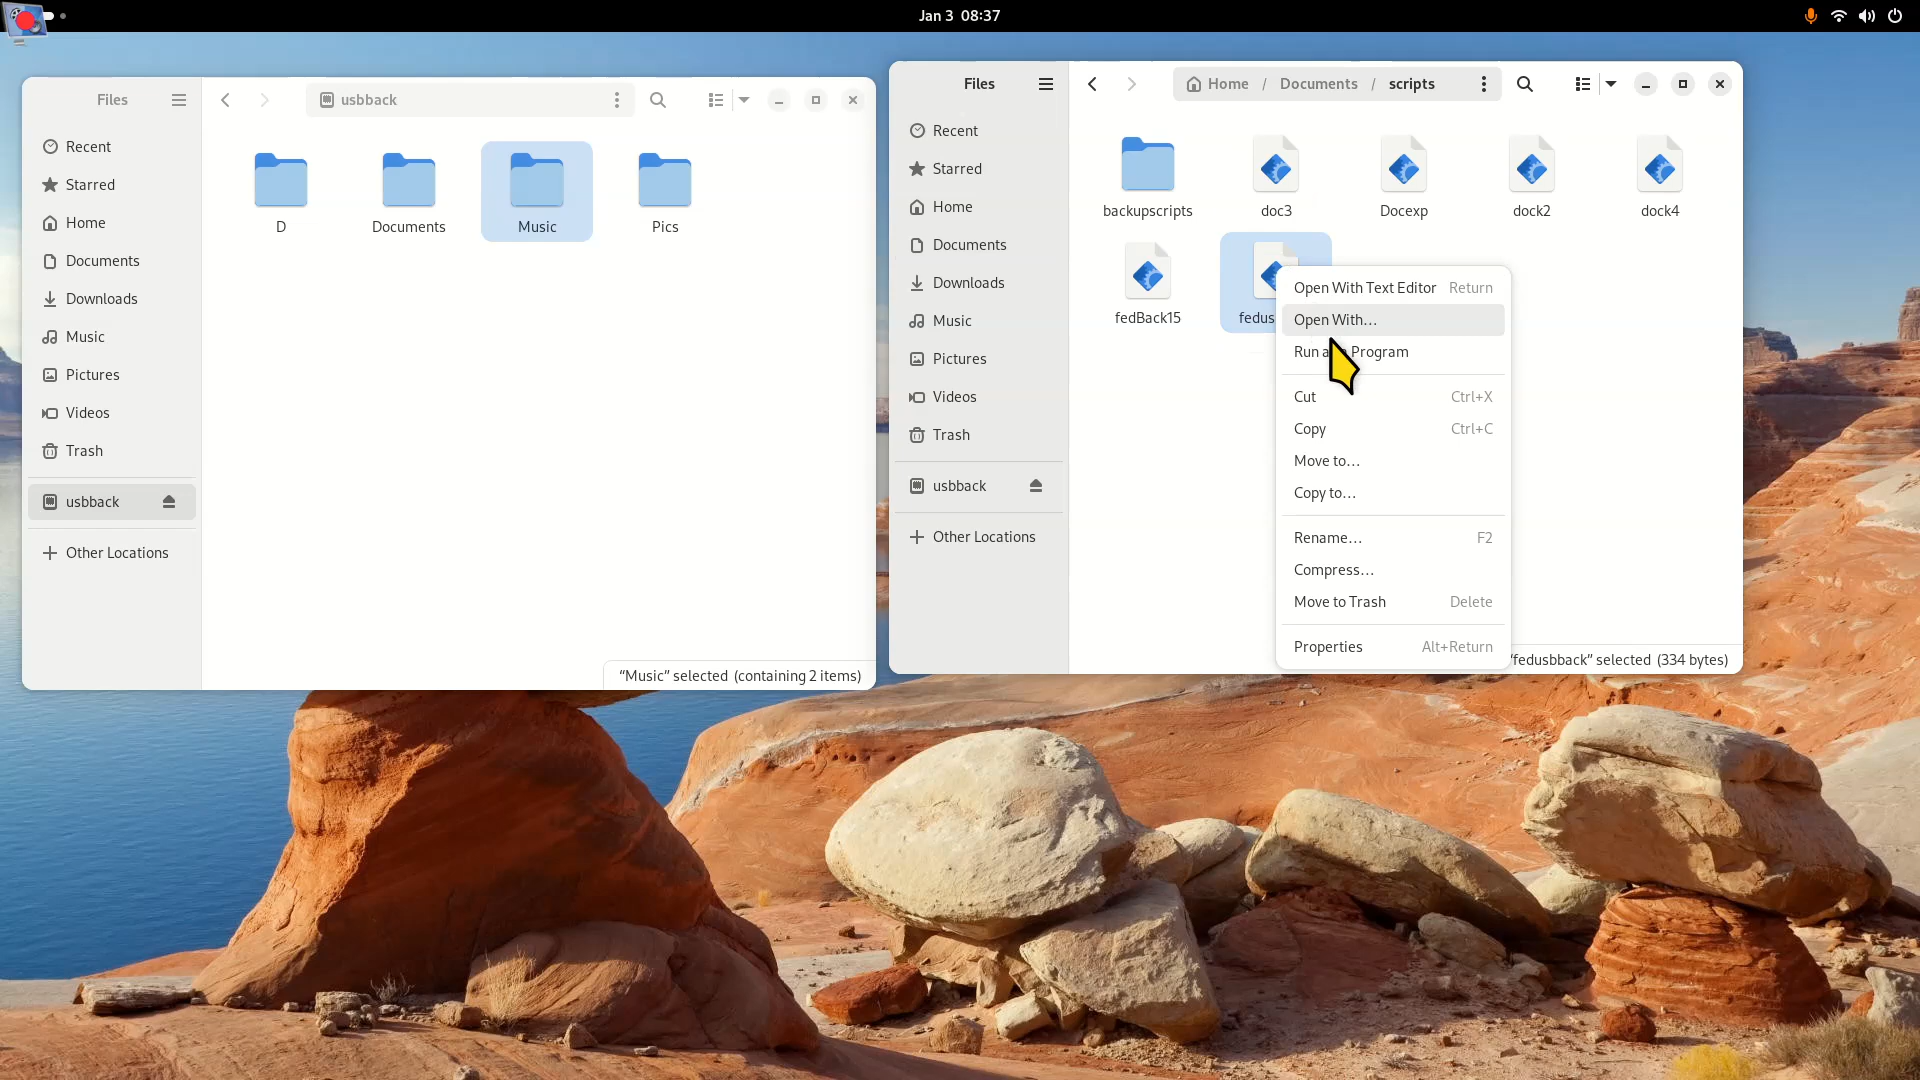 Jan 3 08:37
Files
usbback
Recent
Starred
Home
Documents
Downloads
Music
Pictures
Videos
Trash
usbback
Other Locations
D
Documents
Music
Pics
“Music” selected (containing 2 items)
Files
Home / Documents / scripts
Recent
Starred
Home
Documents
Downloads
Music
Pictures
Videos
Trash
usbback
Other Locations
backupscripts
doc3
Docexp
dock2
dock4
fedBack15
fedus
Open With Text Editor Return
Open With…
Run a Program
Cut Ctrl+X
Copy Ctrl+C
Move to…
Copy to…
Rename… F2
Compress…
Move to Trash Delete
Properties Alt+Return
fedusbback” selected (334 bytes)